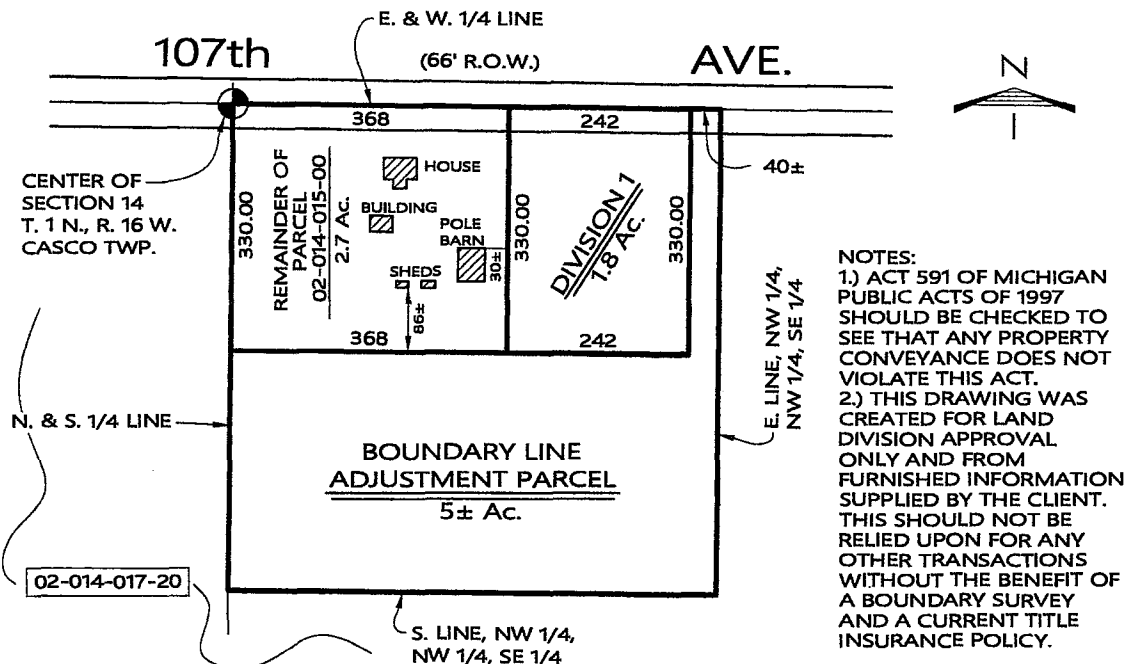 E. & W. 1/4 LINE
107th (66' R.O.W.) AVE.
N
368
242
40±
CENTER OF
SECTION 14
T. 1 N., R. 16 W.
CASCO TWP.
330.00
REMAINDER OF
PARCEL
02-014-015-00
2.7 Ac.
HOUSE
BUILDING
POLE
BARN
30±
SHEDS
86±
368
330.00
DIVISION 1
1.8 Ac.
330.00
242
N. & S. 1/4 LINE
E. LINE, NW 1/4,
NW 1/4, SE 1/4
BOUNDARY LINE
ADJUSTMENT PARCEL
5± Ac.
02-014-017-20
S. LINE, NW 1/4,
NW 1/4, SE 1/4
NOTES:
1.) ACT 591 OF MICHIGAN
PUBLIC ACTS OF 1997
SHOULD BE CHECKED TO
SEE THAT ANY PROPERTY
CONVEYANCE DOES NOT
VIOLATE THIS ACT.
2.) THIS DRAWING WAS
CREATED FOR LAND
DIVISION APPROVAL
ONLY AND FROM
FURNISHED INFORMATION
SUPPLIED BY THE CLIENT.
THIS SHOULD NOT BE
RELIED UPON FOR ANY
OTHER TRANSACTIONS
WITHOUT THE BENEFIT OF
A BOUNDARY SURVEY
AND A CURRENT TITLE
INSURANCE POLICY.